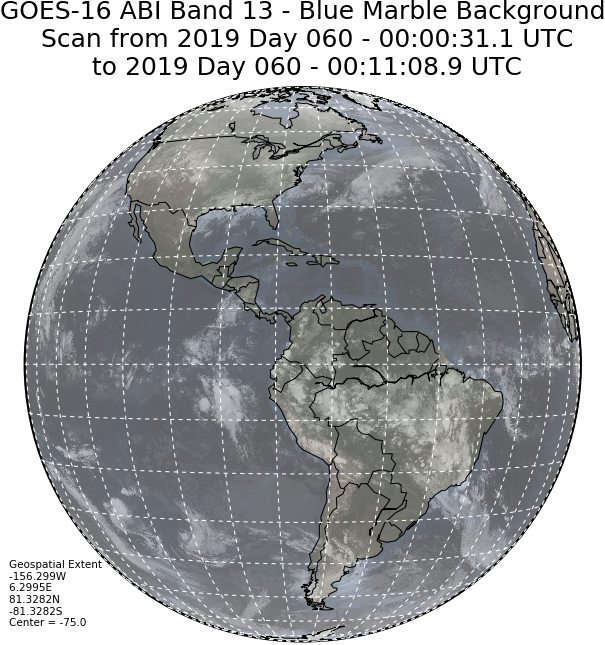 GOES-16 ABI Band 13 - Blue Marble Background
Scan from 2019 Day 060 - 00:00:31.1 UTC
to 2019 Day 060 - 00:11:08.9 UTC
Geospatial Extent
-156.299W
6.2995E
81.3282N
-81.3282S
Center = -75.0